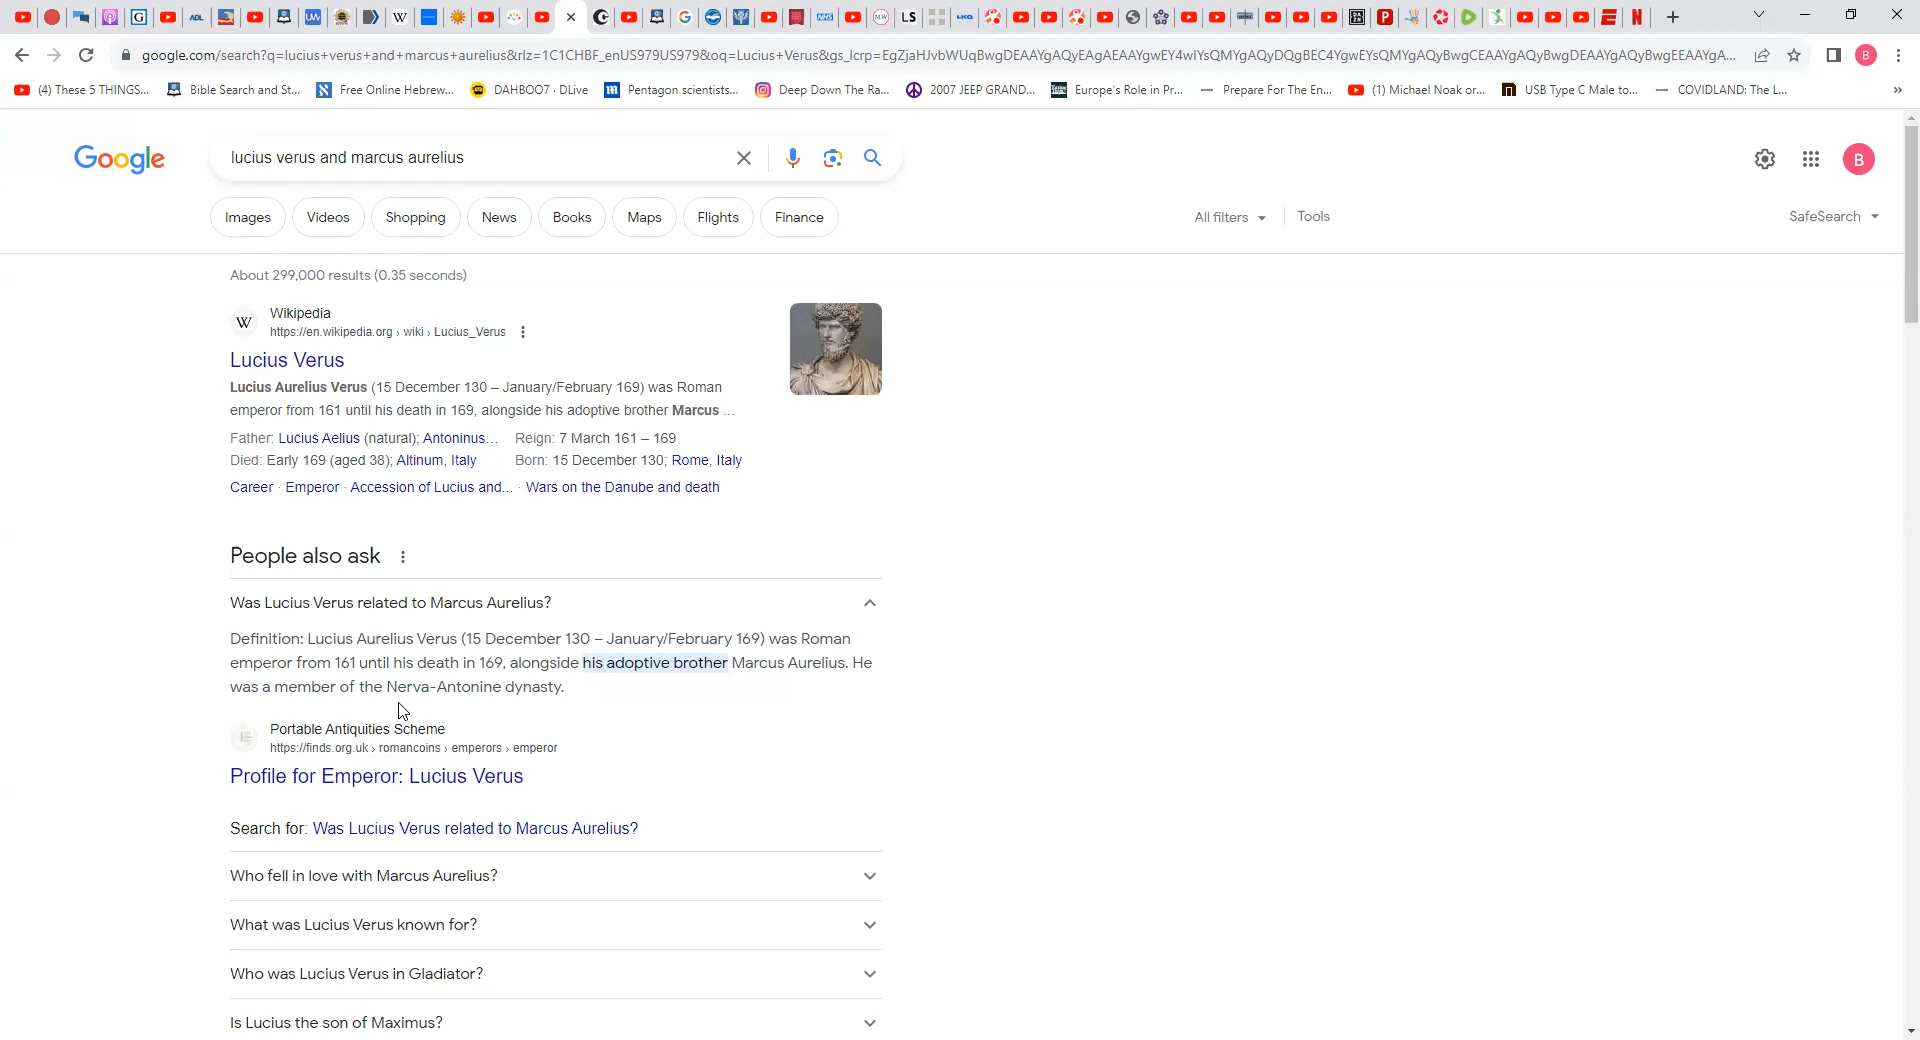 google.com/search?q=lucius+verus+and+marcus+aurelius&rlz=1C1CHBF_enUS979US979&oq=Lucius+Verus&gs_lcrp=EgZjaHJvbWUqBwgDEAAYgAQyEAgAEAAYgwEY4wIYsQMYgAQyDQgBEC4YgwEYsQMYgAQyBwgCEAAYgAQyBwgDEAAYgAQyBwgEEAAYgA...
B
(4) These 5 THINGS... Bible Search and St... Free Online Hebrew... DAHBOO7 · DLive Pentagon scientists... Deep Down The Ra... 2007 JEEP GRAND... Europe's Role in Pr... Prepare For The En... (1) Michael Noak or... USB Type C Male to... COVIDLAND: The L... »
Google lucius verus and marcus aurelius B
Images Videos Shopping News Books Maps Flights Finance All filters Tools SafeSearch
About 299,000 results (0.35 seconds)
W Wikipedia
https://en.wikipedia.org › wiki › Lucius_Verus
Lucius Verus
Lucius Aurelius Verus (15 December 130 – January/February 169) was Roman
emperor from 161 until his death in 169, alongside his adoptive brother Marcus ...
Father: Lucius Aelius (natural); Antoninus... Reign: 7 March 161 – 169
Died: Early 169 (aged 38); Altinum, Italy Born: 15 December 130; Rome, Italy
Career · Emperor · Accession of Lucius and... · Wars on the Danube and death
People also ask
Was Lucius Verus related to Marcus Aurelius?
Definition: Lucius Aurelius Verus (15 December 130 – January/February 169) was Roman
emperor from 161 until his death in 169, alongside his adoptive brother Marcus Aurelius. He
was a member of the Nerva-Antonine dynasty.
Portable Antiquities Scheme
https://finds.org.uk › romancoins › emperors › emperor
Profile for Emperor: Lucius Verus
Search for: Was Lucius Verus related to Marcus Aurelius?
Who fell in love with Marcus Aurelius?
What was Lucius Verus known for?
Who was Lucius Verus in Gladiator?
Is Lucius the son of Maximus?